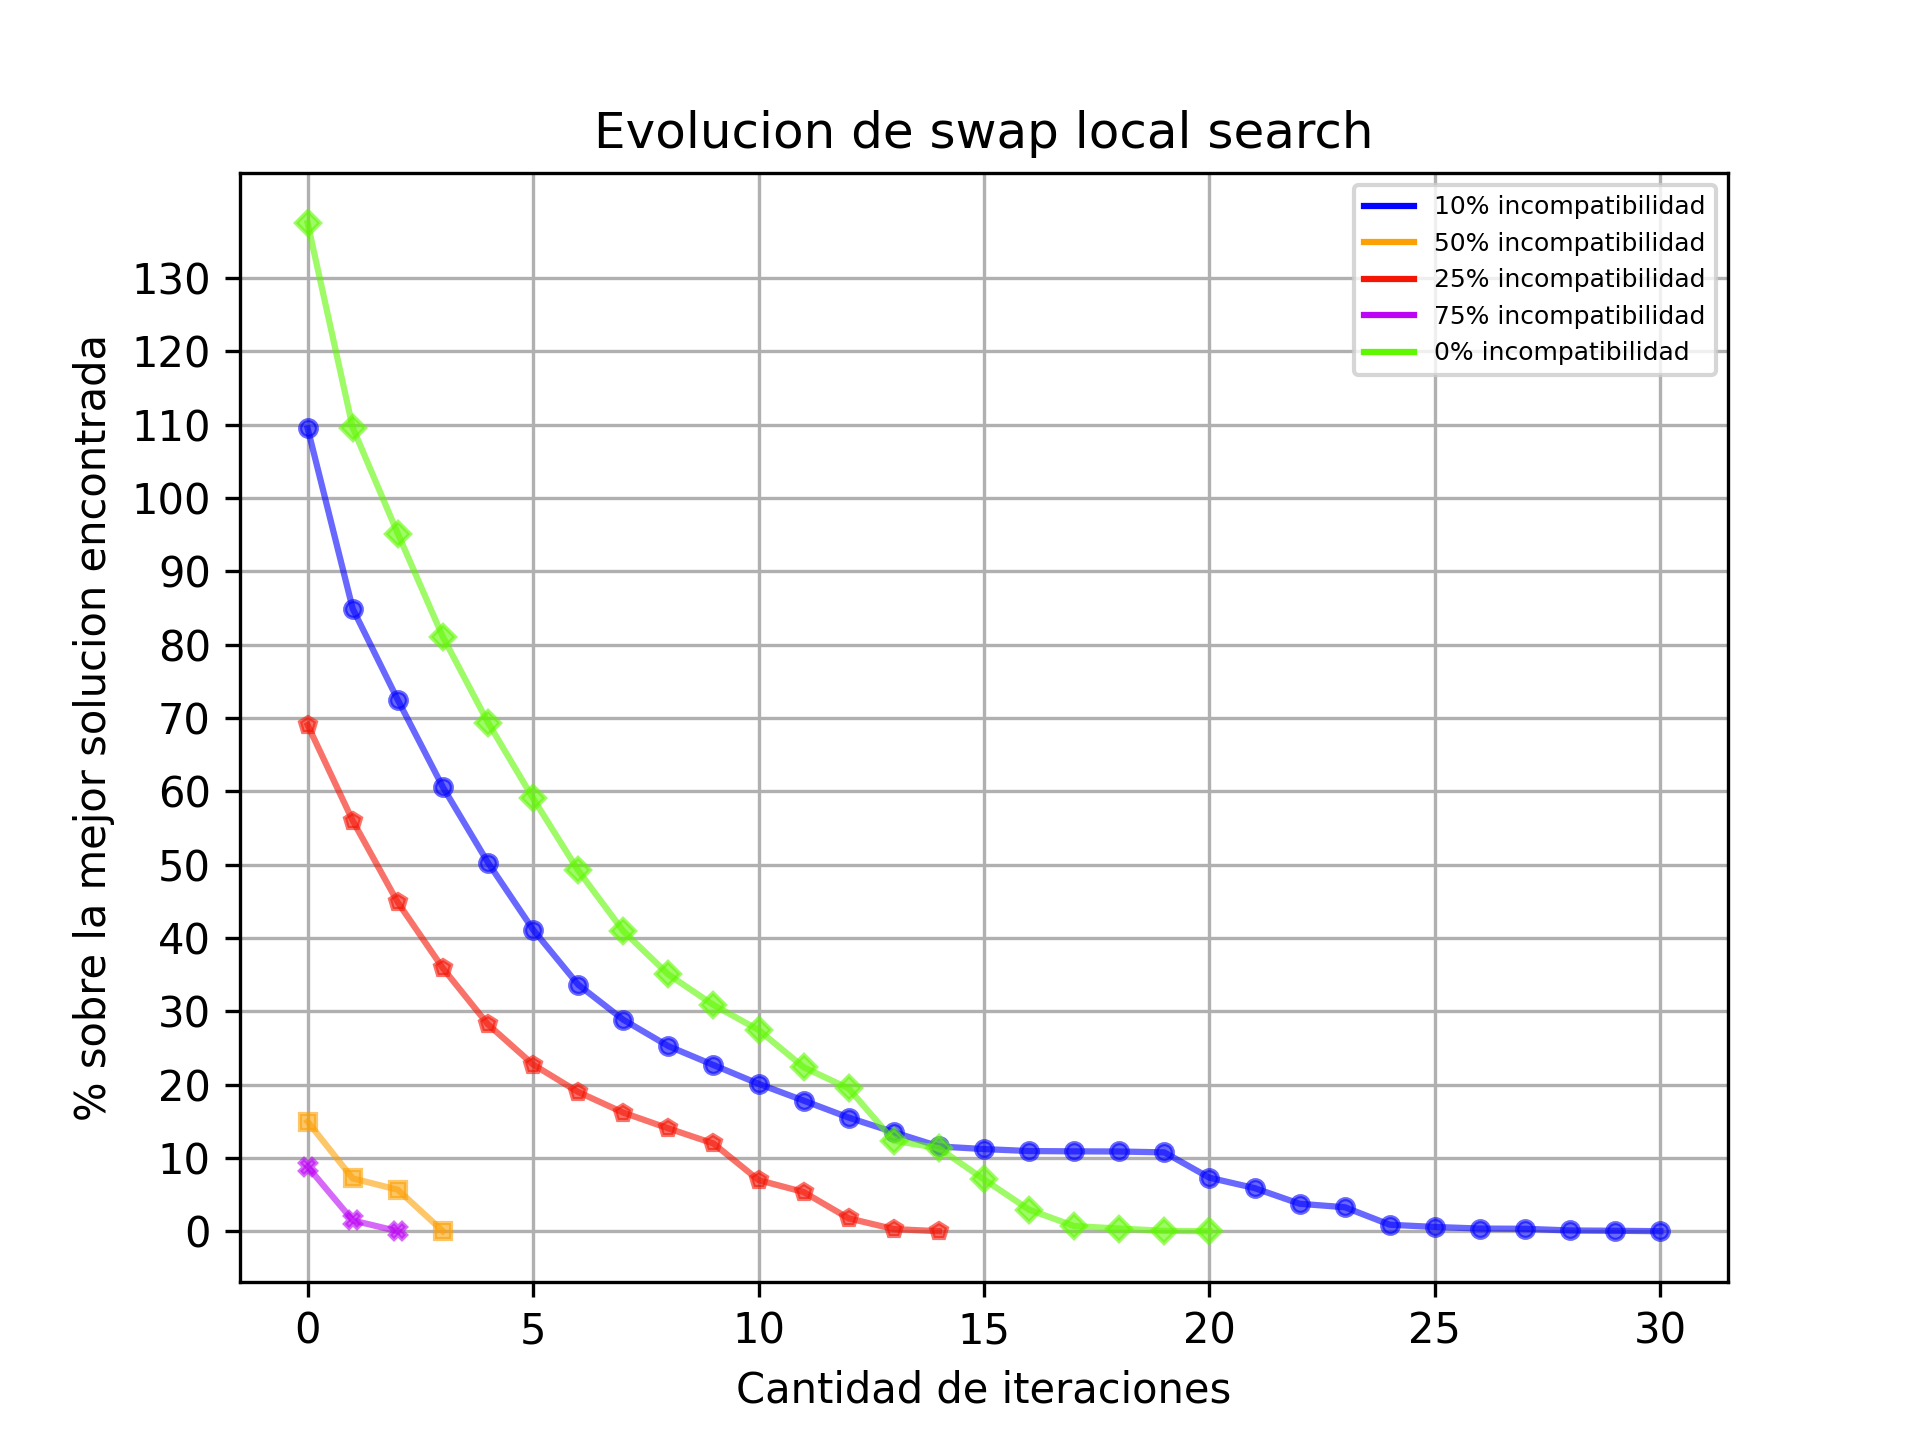 Evolucion de swap local search
10% incompatibilidad
50% incompatibilidad
25% incompatibilidad
75% incompatibilidad
0% incompatibilidad
% sobre la mejor solucion encontrada
130
120
110
100
90
80
70
60
50
40
30
20
10
0
0 5 10 15 20 25 30
Cantidad de iteraciones